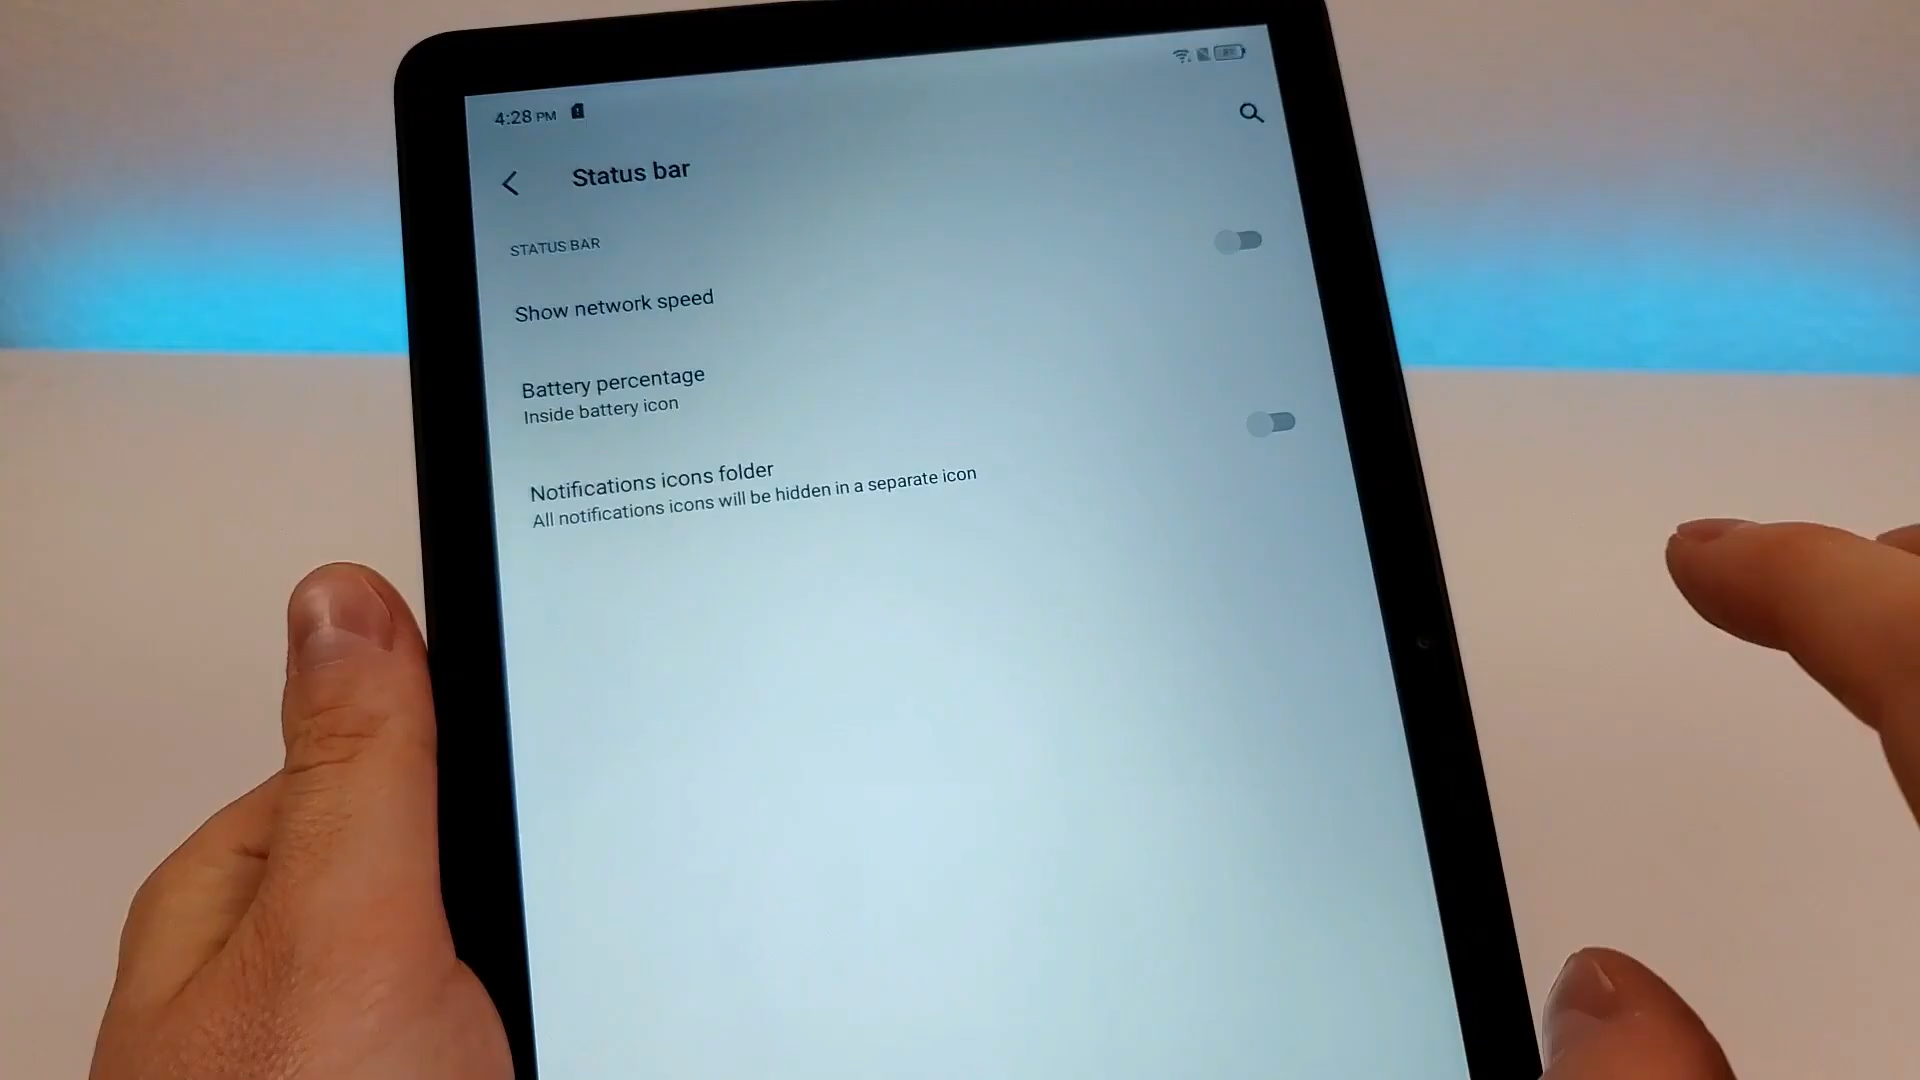 4:28 PM
Status bar
STATUS BAR
Show network speed
Battery percentage
Inside battery icon
Notifications icons folder
All notifications icons will be hidden in a separate icon